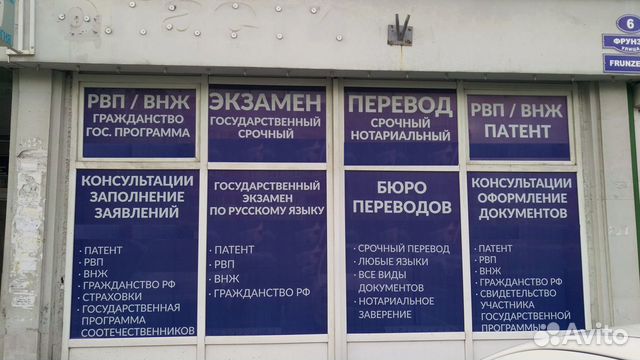 6
ФРУНЗ
УЛИЦА
FRUNZE
РВП / ВНЖ
ГРАЖДАНСТВО
ГОС. ПРОГРАММА
ЭКЗАМЕН
ГОСУДАРСТВЕННЫЙ
СРОЧНЫЙ
ПЕРЕВОД
СРОЧНЫЙ
НОТАРИАЛЬНЫЙ
РВП / ВНЖ
ПАТЕНТ
КОНСУЛЬТАЦИИ
ЗАПОЛНЕНИЕ
ЗАЯВЛЕНИЙ
· ПАТЕНТ
· РВП
· ВНЖ
· ГРАЖДАНСТВО РФ
· СТРАХОВКИ
· ГОСУДАРСТВЕННАЯ
ПРОГРАММА
СООТЕЧЕСТВЕННИКОВ
ГОСУДАРСТВЕННЫЙ
ЭКЗАМЕН
ПО РУССКОМУ ЯЗЫКУ
· ПАТЕНТ
· РВП
· ВНЖ
· ГРАЖДАНСТВО РФ
БЮРО
ПЕРЕВОДОВ
· СРОЧНЫЙ ПЕРЕВОД
· ЛЮБЫЕ ЯЗЫКИ
· ВСЕ ВИДЫ
ДОКУМЕНТОВ
· НОТАРИАЛЬНОЕ
ЗАВЕРЕНИЕ
КОНСУЛЬТАЦИИ
ОФОРМЛЕНИЕ
ДОКУМЕНТОВ
· ПАТЕНТ
· РВП
· ВНЖ
· ГРАЖДАНСТВО РФ
· СВИДЕТЕЛЬСТВО
УЧАСТНИКА
ГОСУДАРСТВЕННОЙ
ПРОГРАММЫ
Avito